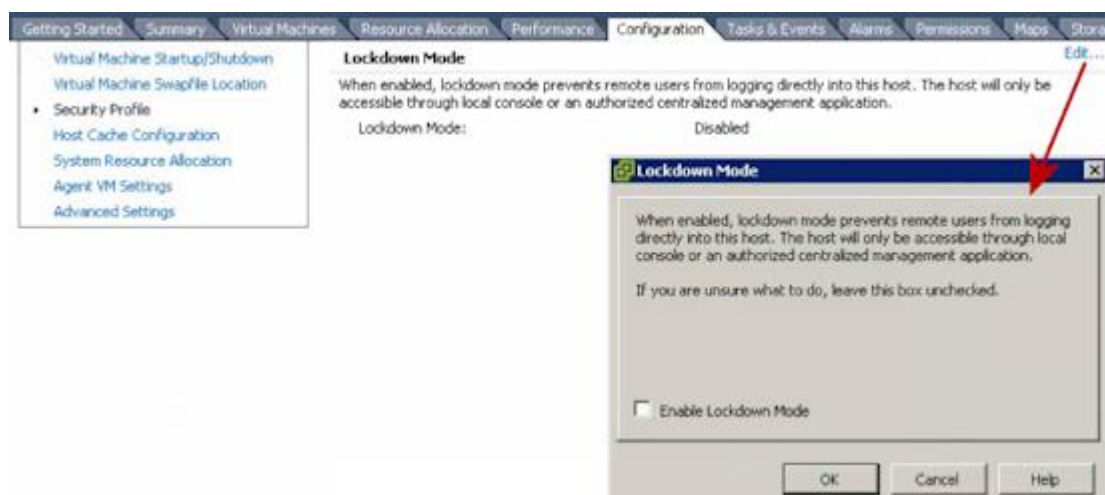 Getting Started Summary Virtual Machines Resource Allocation Performance Configuration Tasks & Events Alarms Permissions Maps Stora
Virtual Machine Startup/Shutdown
Virtual Machine Swapfile Location
Security Profile
Host Cache Configuration
System Resource Allocation
Agent VM Settings
Advanced Settings
Lockdown Mode
Edit...
When enabled, lockdown mode prevents remote users from logging directly into this host. The host will only be
accessible through local console or an authorized centralized management application.
Lockdown Mode: Disabled
Lockdown Mode
When enabled, lockdown mode prevents remote users from logging
directly into this host. The host will only be accessible through local
console or an authorized centralized management application.
If you are unsure what to do, leave this box unchecked.
Enable Lockdown Mode
OK Cancel Help